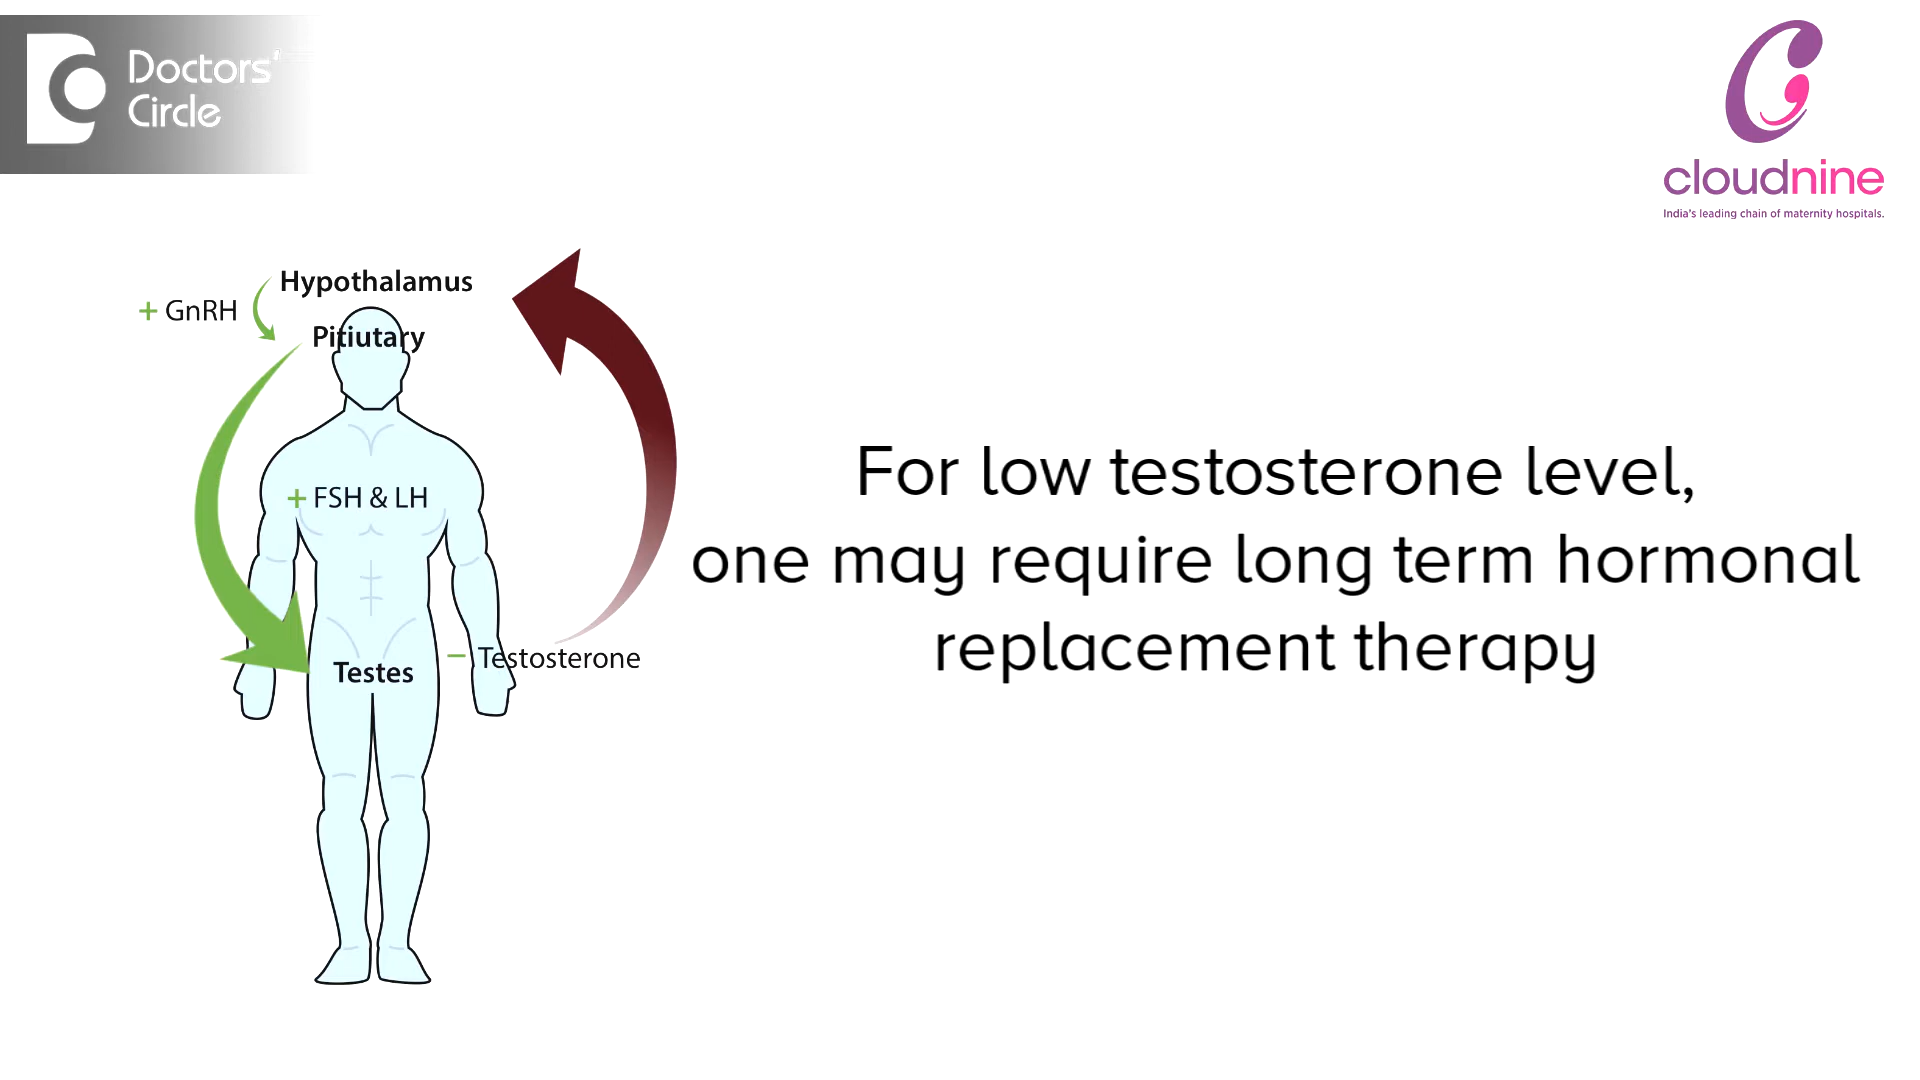 Doctors'
Circle
cloudnine
India's leading chain of maternity hospitals.
Hypothalamus
+ GnRH
Pitiutary
+ FSH & LH
Testes
− Testosterone
For low testosterone level,
one may require long term hormonal
replacement therapy